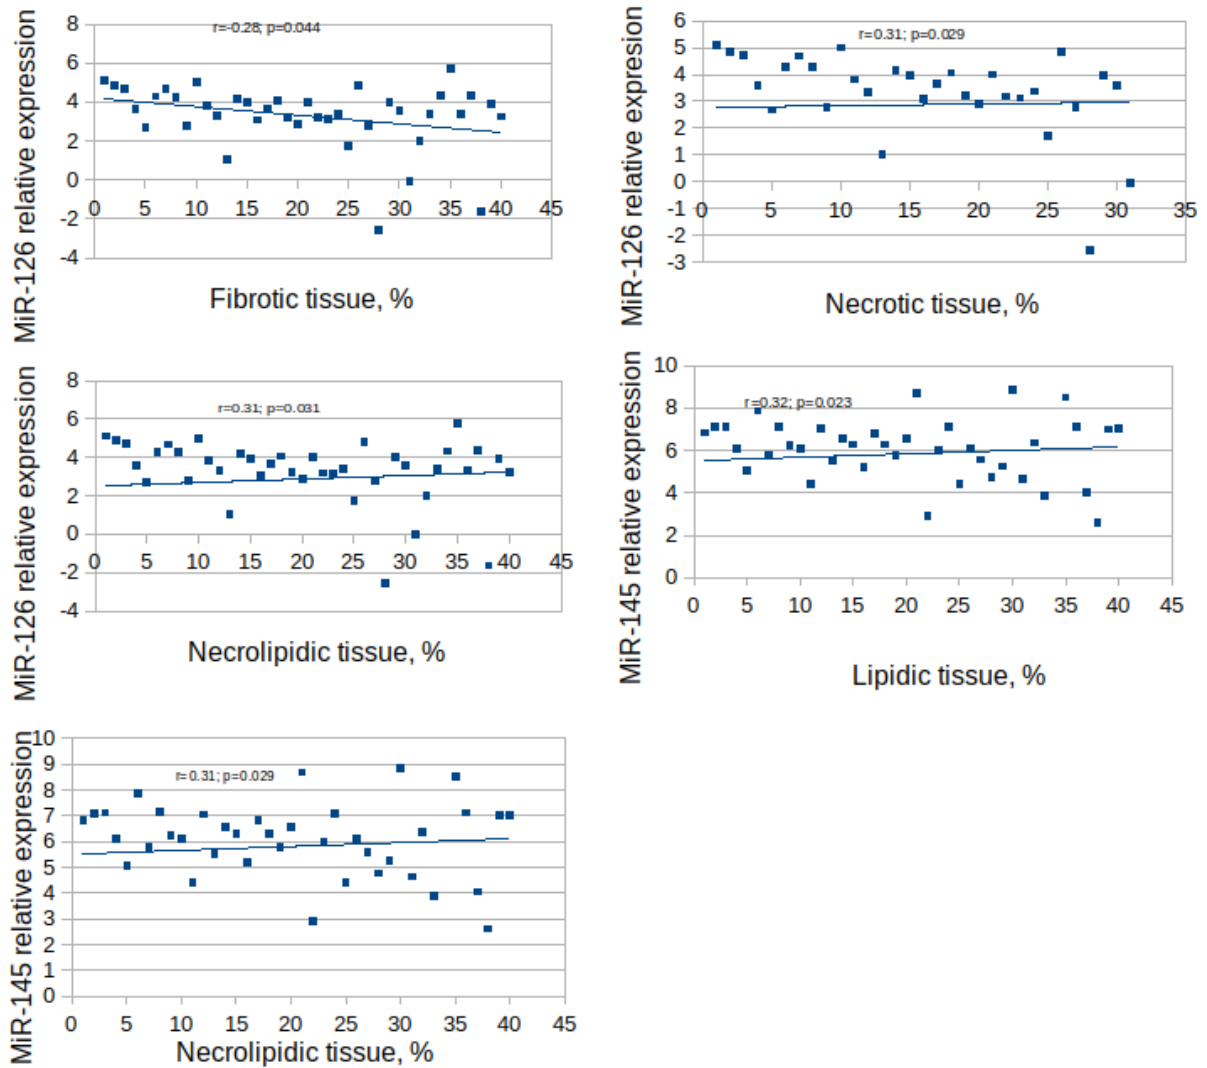 MiR-126 relative expression
8
6
4
2
0
-2
-4
r=-0.28; p=0.044
0 5 10 15 20 25 30 35 40 45
Fibrotic tissue, %
MiR-126 relative expression
6
5
4
3
2
1
0
-1
-2
-3
r=0.31; p=0.029
0 5 10 15 20 25 30 35
Necrotic tissue, %
MiR-126 relative expression
8
6
4
2
0
-2
-4
r=0.31; p=0.031
0 5 10 15 20 25 30 35 40 45
Necrolipidic tissue, %
MiR-145 relative expression
10
8
6
4
2
0
r=0.32; p=0.023
0 5 10 15 20 25 30 35 40 45
Lipidic tissue, %
MiR-145 relative expression
10
9
8
7
6
5
4
3
2
1
0
r=0.31; p=0.029
0 5 10 15 20 25 30 35 40 45
Necrolipidic tissue, %